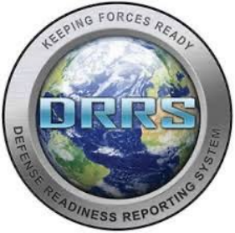 KEEPING FORCES READY
DRRS
DEFENSE READINESS REPORTING SYSTEM